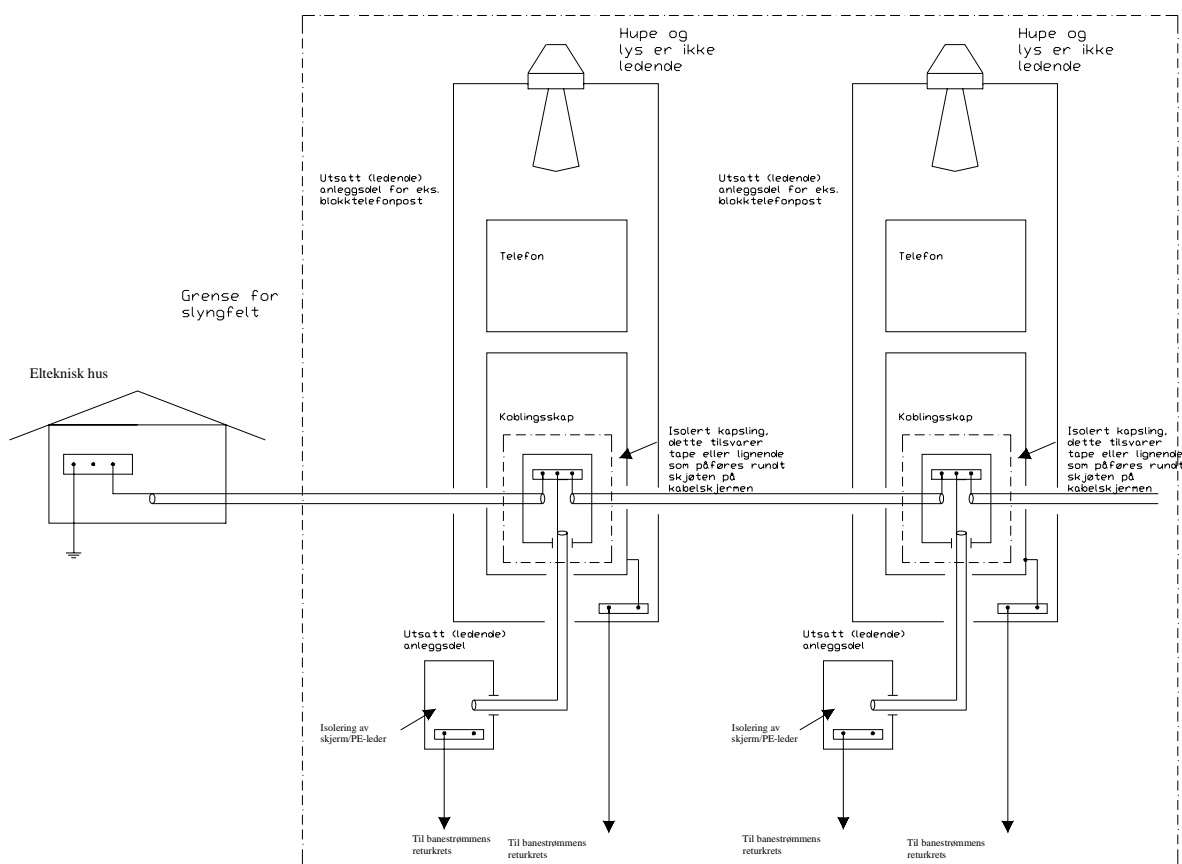 Hupe og
lys er ikke
ledende
Hupe og
lys er ikke
ledende
Utsatt (ledende)
anleggsdel for eks.
blokktelefonpost
Utsatt (ledende)
anleggsdel for eks.
blokktelefonpost
Telefon
Telefon
Grense for
slyngfelt
Elteknisk hus
Koblingsskap
Isolert kapsling,
dette tilsvarer
tape eller lignende
som påføres rundt
skjøten på
kabelskjermen
Koblingsskap
Isolert kapsling,
dette tilsvarer
tape eller lignende
som påføres rundt
skjøten på
kabelskjermen
Utsatt (ledende)
anleggsdel
Utsatt (ledende)
anleggsdel
Isolering av
skjerm/PE-leder
Isolering av
skjerm/PE-leder
Til banestrømmens
returkrets
Til banestrømmens
returkrets
Til banestrømmens
returkrets
Til banestrømmens
returkrets